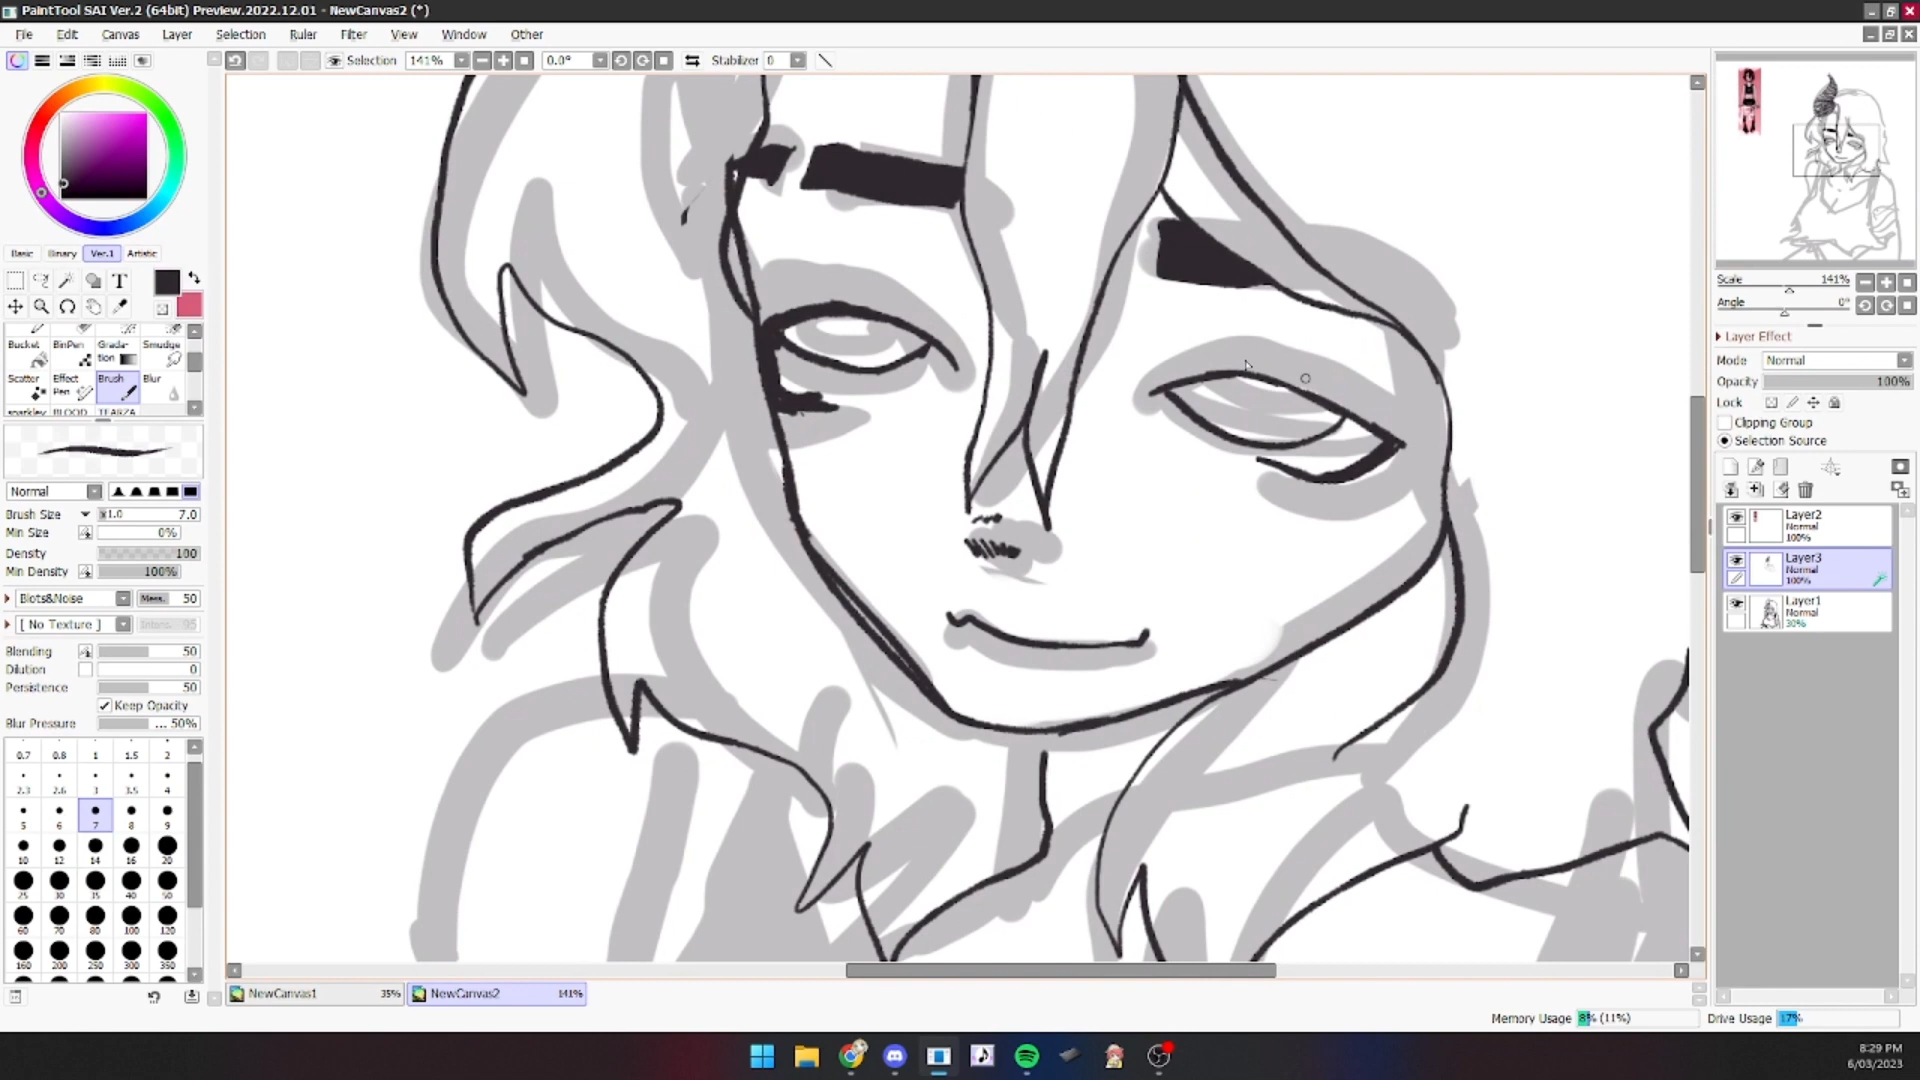 PaintTool SAI Ver.2 (64bit) Preview.2022.12.01 - NewCanvas2 (*)
File Edit Canvas Layer Selection Ruler Filter View Window Other
Selection 141% 0.0° Stabilizer 0
Basic Binary Ver.1 Artistic
Bucket BinPen Grada-tion Smudge
Scatter Effect Pen Brush Blur
sparkley BLOOD TEARZA
Normal
Brush Size x1.0 7.0
Min Size 0%
Density 100
Min Density 100%
Blots&Noise 50
[ No Texture ] 95
Blending 50
Dilution 0
Persistence 50
Keep Opacity
Blur Pressure ... 50%
0.7 0.8 1 1.5 2
2.3 2.6 3 3.5 4
5 6 7 8 9
10 12 14 16 20
25 30 35 40 50
60 70 80 100 120
160 200 250 300 350
NewCanvas1 35% NewCanvas2 141%
Scale 141%
Angle 0°
Layer Effect
Mode Normal
Opacity 100%
Lock
Clipping Group
Selection Source
Layer2
Normal
100%
Layer3
Normal
100%
Layer1
Normal
30%
Memory Usage 8% (11%) Drive Usage 17%
8:29 PM
6/03/2023